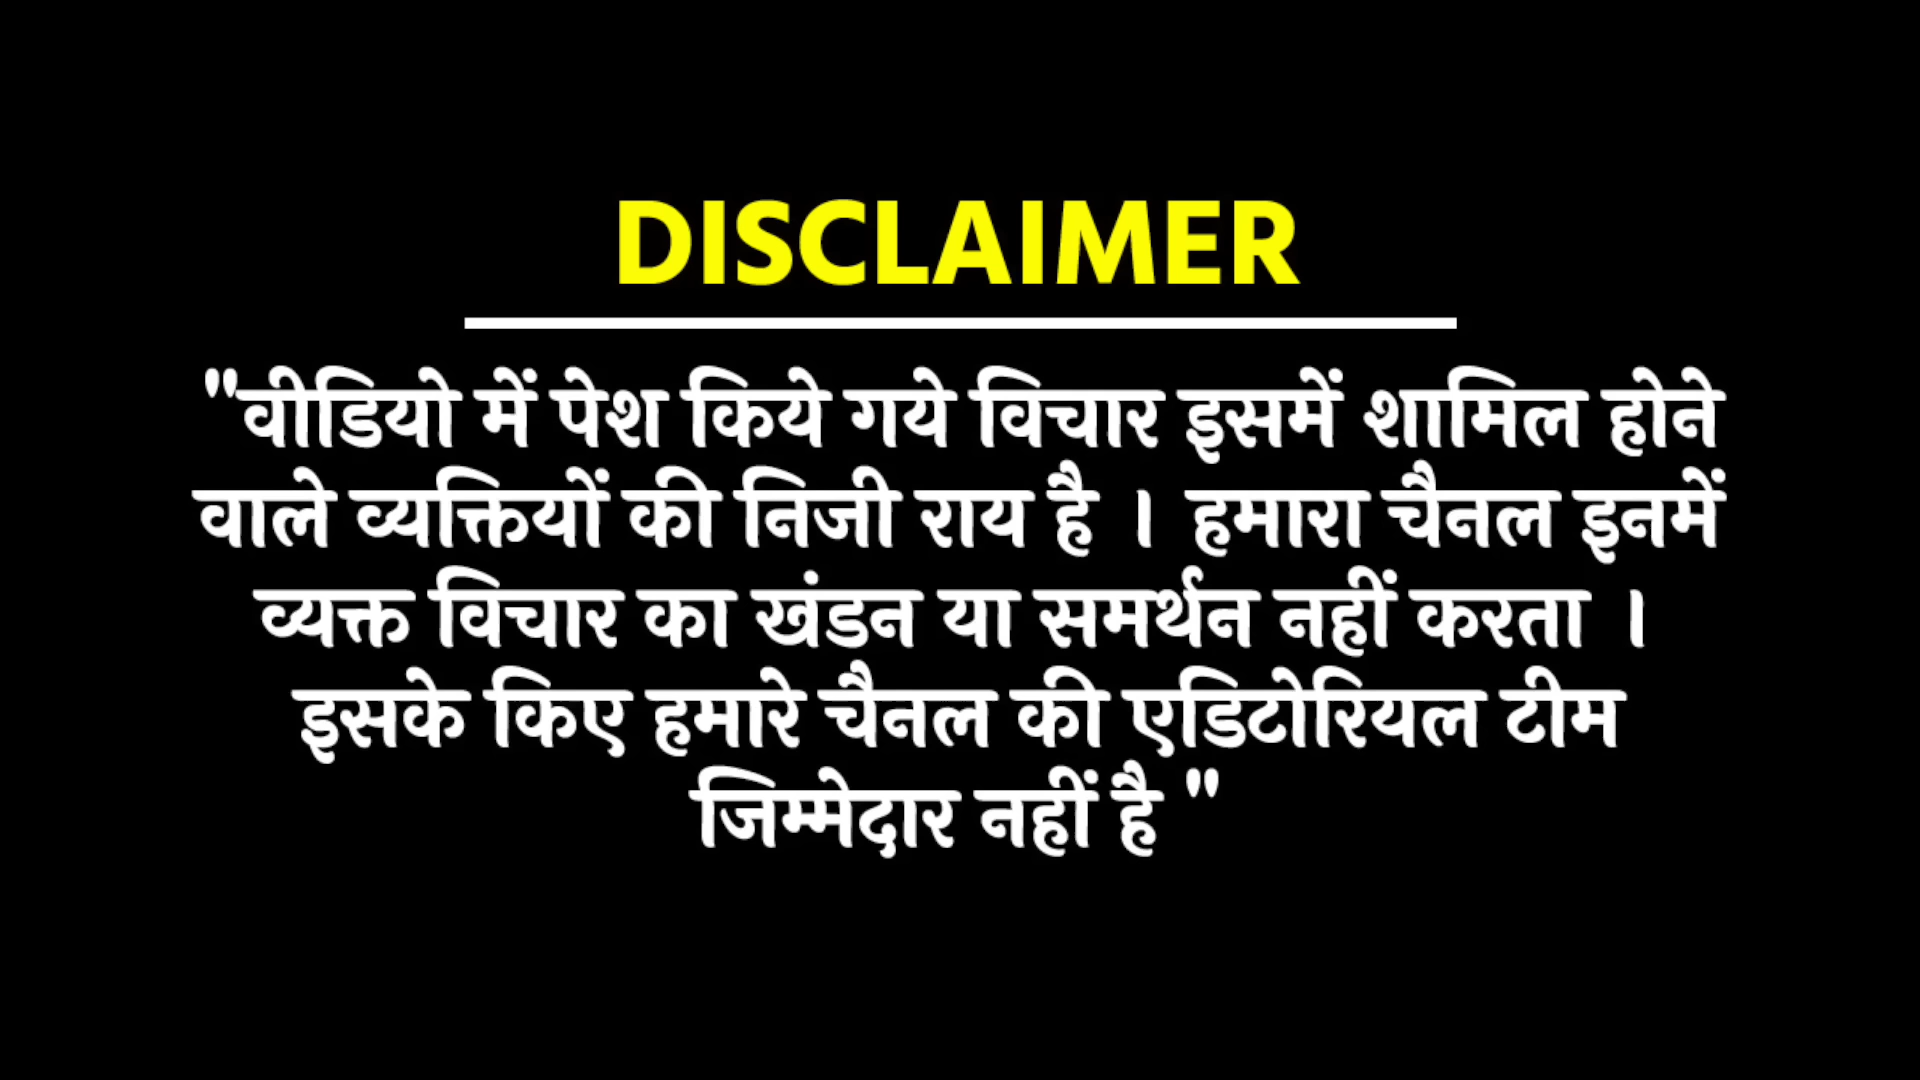 DISCLAIMER
"वीडियो में पेश किये गये विचार इसमें शामिल होने
वाले व्यक्तियों की निजी राय है । हमारा चैनल इनमें
व्यक्त विचार का खंडन या समर्थन नहीं करता ।
इसके किए हमारे चैनल की एडिटोरियल टीम
जिम्मेदार नहीं है "